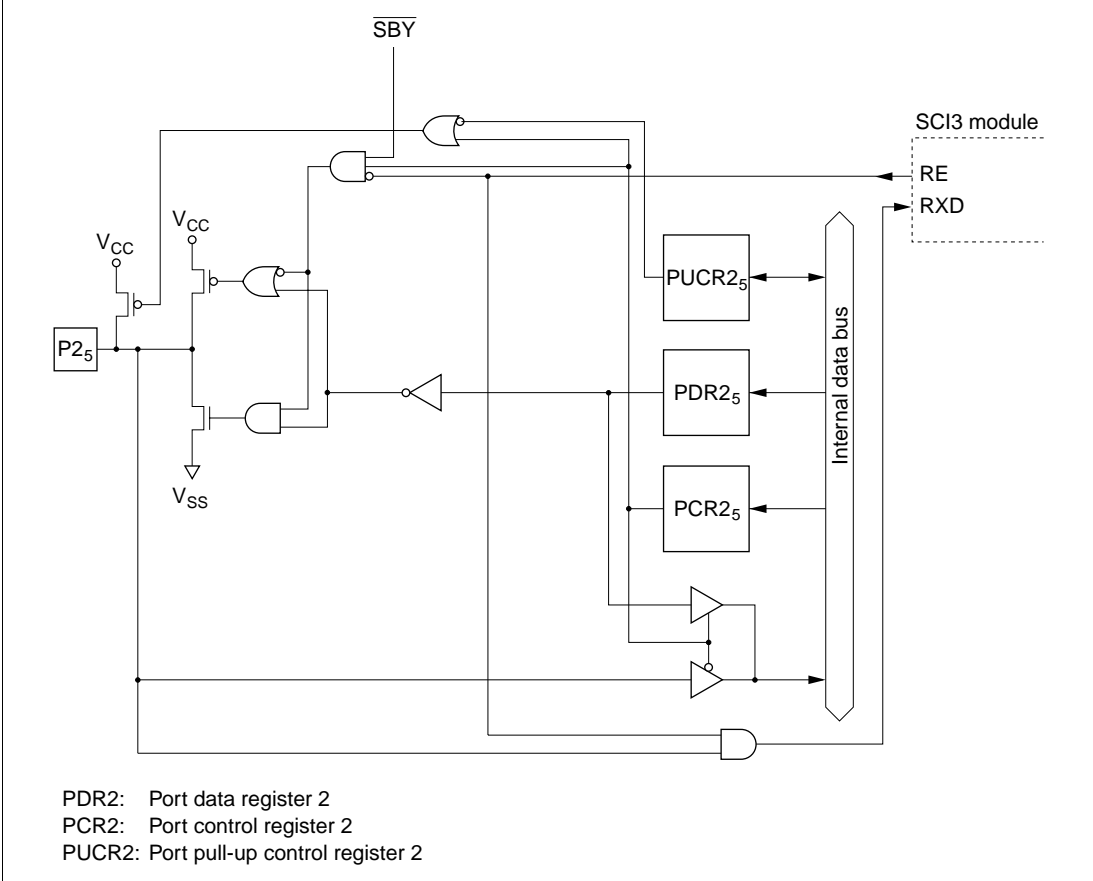 SBY
SCI3 module
RE
RXD
VCC
VCC
PUCR25
P25
PDR25
Internal data bus
VSS
PCR25
PDR2: Port data register 2
PCR2: Port control register 2
PUCR2: Port pull-up control register 2